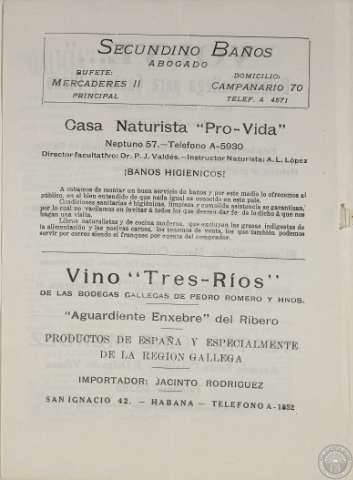 SECUNDINO BAÑOS
ABOGADO
BUFETE:
MERCADERES 11
PRINCIPAL
DOMICILIO:
CAMPANARIO 70
TELEF. A 4571
Casa Naturista "Pro-Vida"
Neptuno 57.—Telefono A-5930
Director facultativo: Dr. P. J. Valdés.—Instructor Naturista: A. L. López
¡BAÑOS HIGIENICOS!
A cabamos de montar un buen servicio de baños y por este medio lo ofrecemos al
público, en el bien entendido de que nada igual es conocido en este país.
Condiciones sanitarias é higiénicas, limpieza y comulida asistencia se garantizan,
por lo cual no vacilamos en invitar á todos los que deseen dar fe de lo dicho á que nos
hagan una visita.
Libros naturalistas y de cocina moderna, que excluyen las grasas indigestas de
la alimentación y las nocivas carnes, los tenemos de venta, los que también podemos
servir por correo siendo el franqueo por cuenta del comprador.
Vino "Tres-Ríos"
DE LAS BODEGAS GALLEGAS DE PEDRO ROMERO Y HNOS.
"Aguardiente Enxebre" del Ribero
PRODUCTOS DE ESPAÑA Y ESPECIALMENTE
DE LA REGION GALLEGA
IMPORTADOR: JACINTO RODRIGUEZ
SAN IGNACIO 42. — HABANA — TELEFONO A-1852